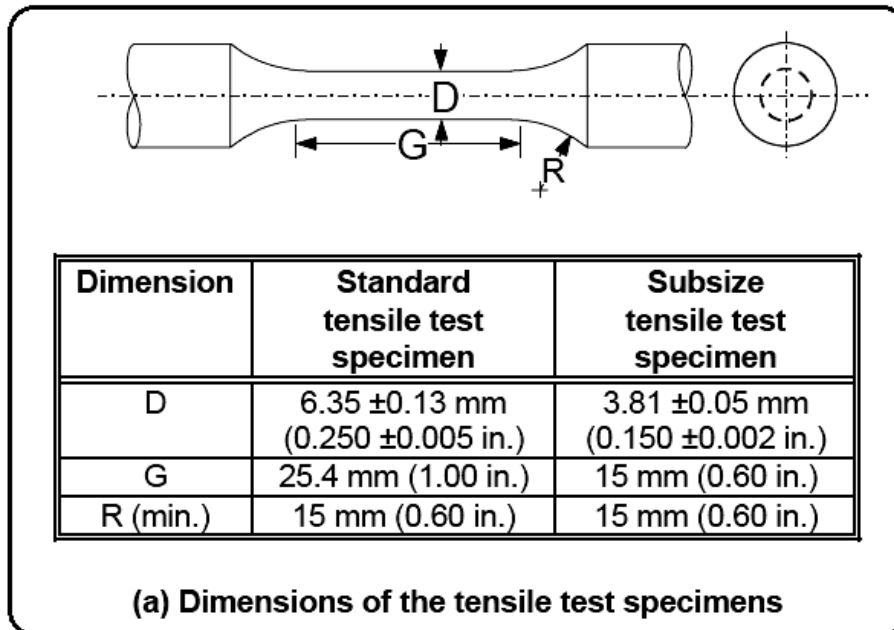 D
G
R
Dimension Standard tensile test specimen Subsize tensile test specimen
D 6.35 ±0.13 mm (0.250 ±0.005 in.) 3.81 ±0.05 mm (0.150 ±0.002 in.)
G 25.4 mm (1.00 in.) 15 mm (0.60 in.)
R (min.) 15 mm (0.60 in.) 15 mm (0.60 in.)
(a) Dimensions of the tensile test specimens